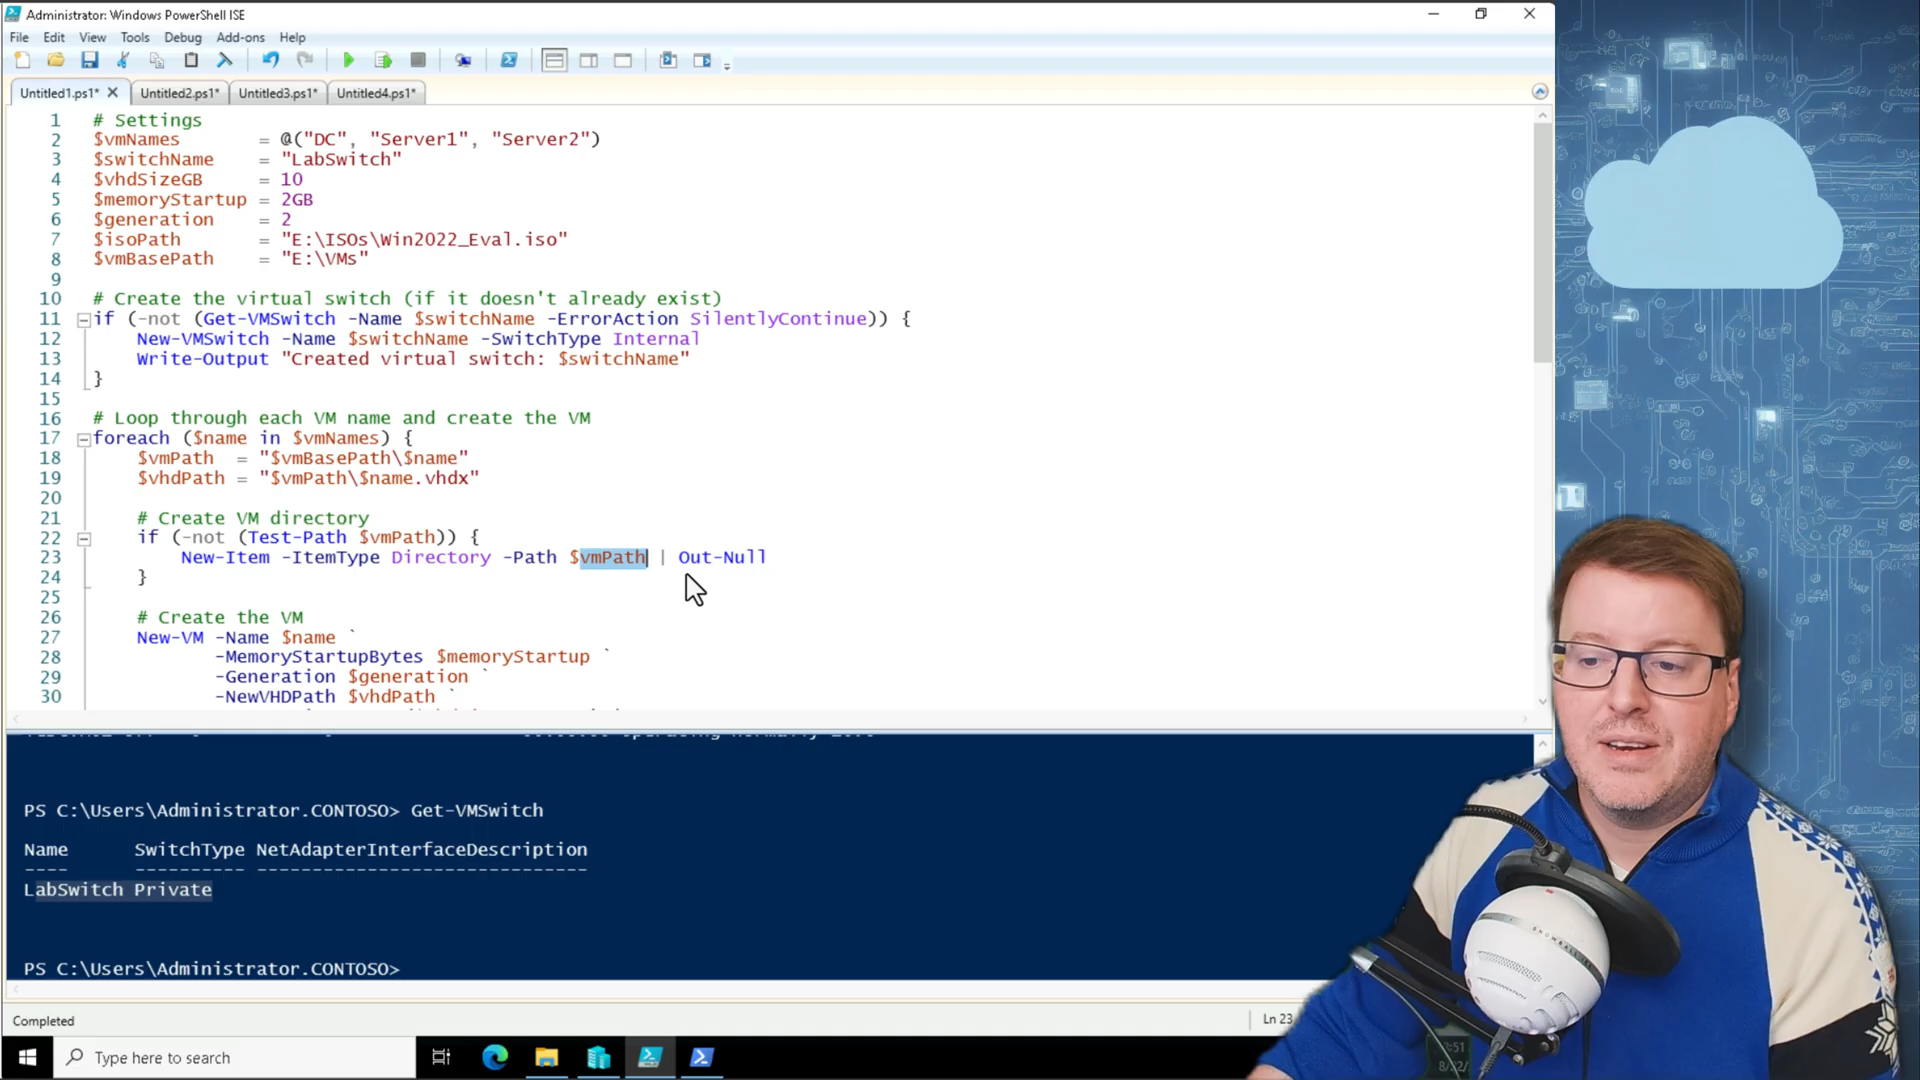 Administrator: Windows PowerShell ISE
File Edit View Tools Debug Add-ons Help
Untitled1.ps1* Untitled2.ps1* Untitled3.ps1* Untitled4.ps1*
1 # Settings
2 $vmNames = @("DC", "Server1", "Server2")
3 $switchName = "LabSwitch"
4 $vhdSizeGB = 10
5 $memoryStartup = 2GB
6 $generation = 2
7 $isoPath = "E:\ISOs\Win2022_Eval.iso"
8 $vmBasePath = "E:\VMs"
9
10 # Create the virtual switch (if it doesn't already exist)
11 if (-not (Get-VMSwitch -Name $switchName -ErrorAction SilentlyContinue)) {
12 New-VMSwitch -Name $switchName -SwitchType Internal
13 Write-Output "Created virtual switch: $switchName"
14 }
15
16 # Loop through each VM name and create the VM
17 foreach ($name in $vmNames) {
18 $vmPath = "$vmBasePath\$name"
19 $vhdPath = "$vmPath\$name.vhdx"
20
21 # Create VM directory
22 if (-not (Test-Path $vmPath)) {
23 New-Item -ItemType Directory -Path $vmPath | Out-Null
24 }
25
26 # Create the VM
27 New-VM -Name $name `
28 -MemoryStartupBytes $memoryStartup `
29 -Generation $generation `
30 -NewVHDPath $vhdPath `
PS C:\Users\Administrator.CONTOSO> Get-VMSwitch
Name SwitchType NetAdapterInterfaceDescription
---- ---------- ------------------------------
LabSwitch Private
PS C:\Users\Administrator.CONTOSO>
Completed
Ln 23
Type here to search